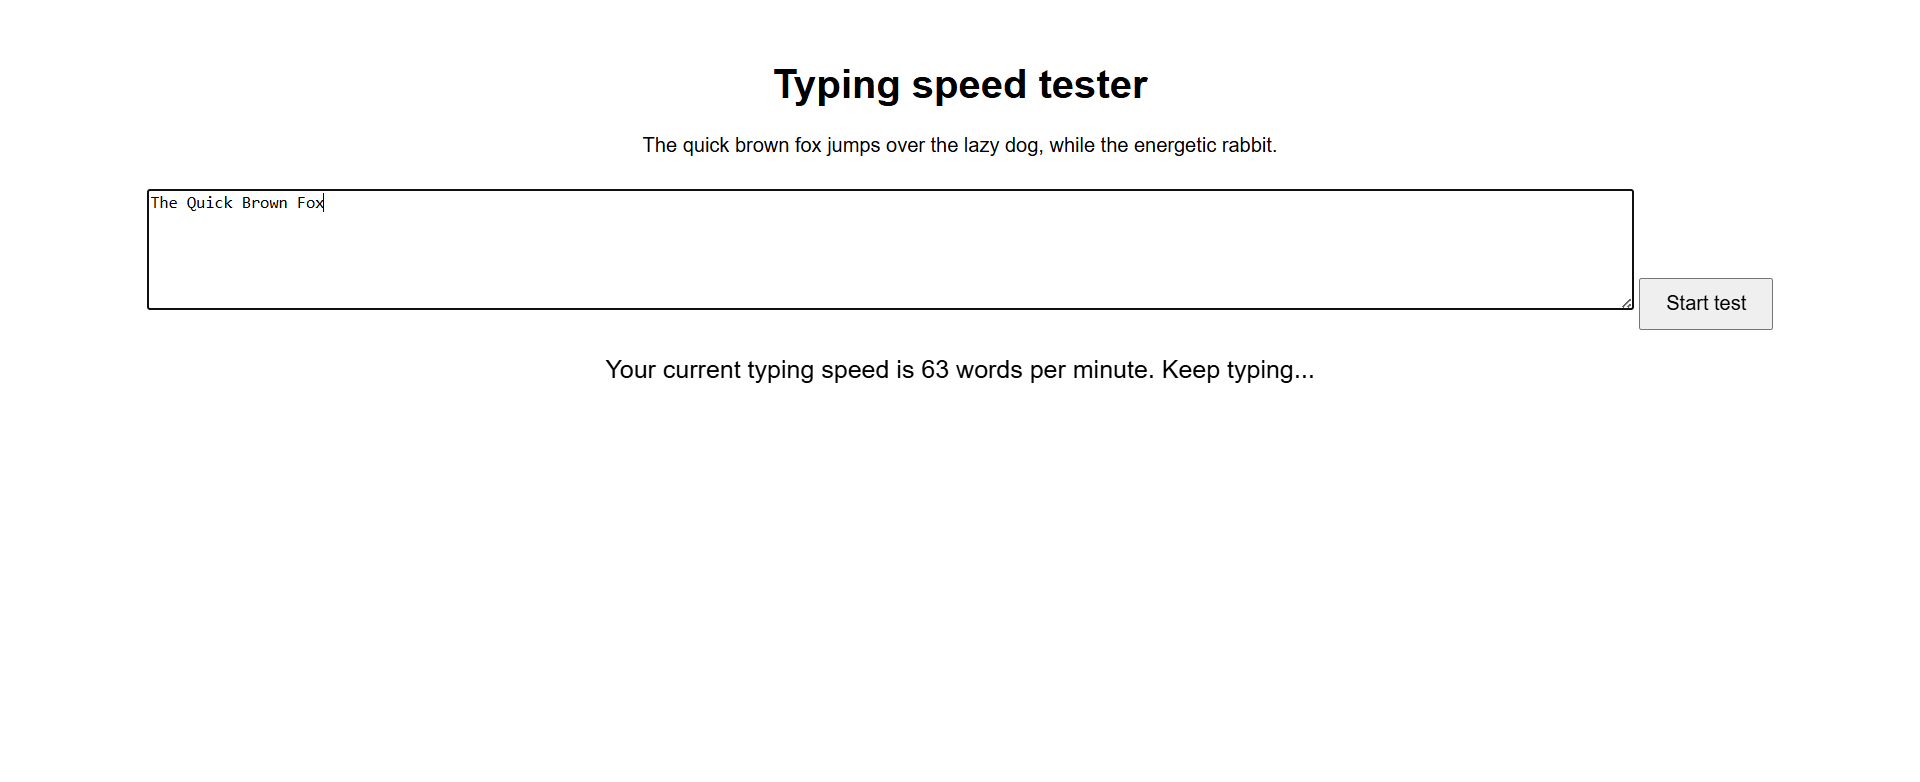 Typing speed tester
The quick brown fox jumps over the lazy dog, while the energetic rabbit.
The Quick Brown Fox
Start test
Your current typing speed is 63 words per minute. Keep typing...